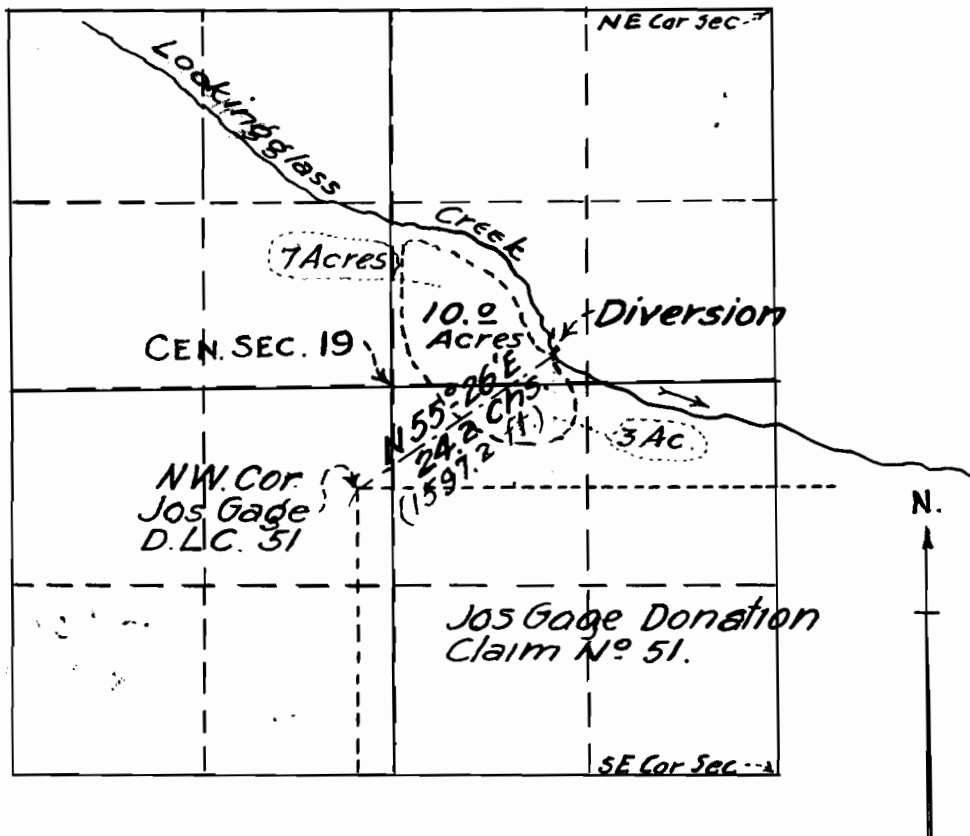 NE Cor Sec
Lookingglass
Creek
7 Acres
10.0
Acres
Diversion
CEN. SEC. 19
N 55°-26'E
24.2 Chs.
(1597.2 ft.)
3 Ac
NW. Cor.
Jos Gage
D.L.C. 51
N.
Jos Gage Donation
Claim Nº 51.
SE Cor Sec